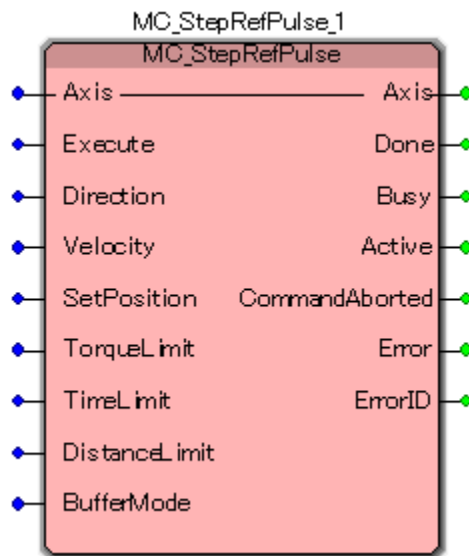 MC_StepRefPulse_1
MC_StepRefPulse
Axis Axis
Execute Done
Direction Busy
Velocity Active
SetPosition CommandAborted
TorqueLimit Error
TimeLimit ErrorID
DistanceLimit
BufferMode